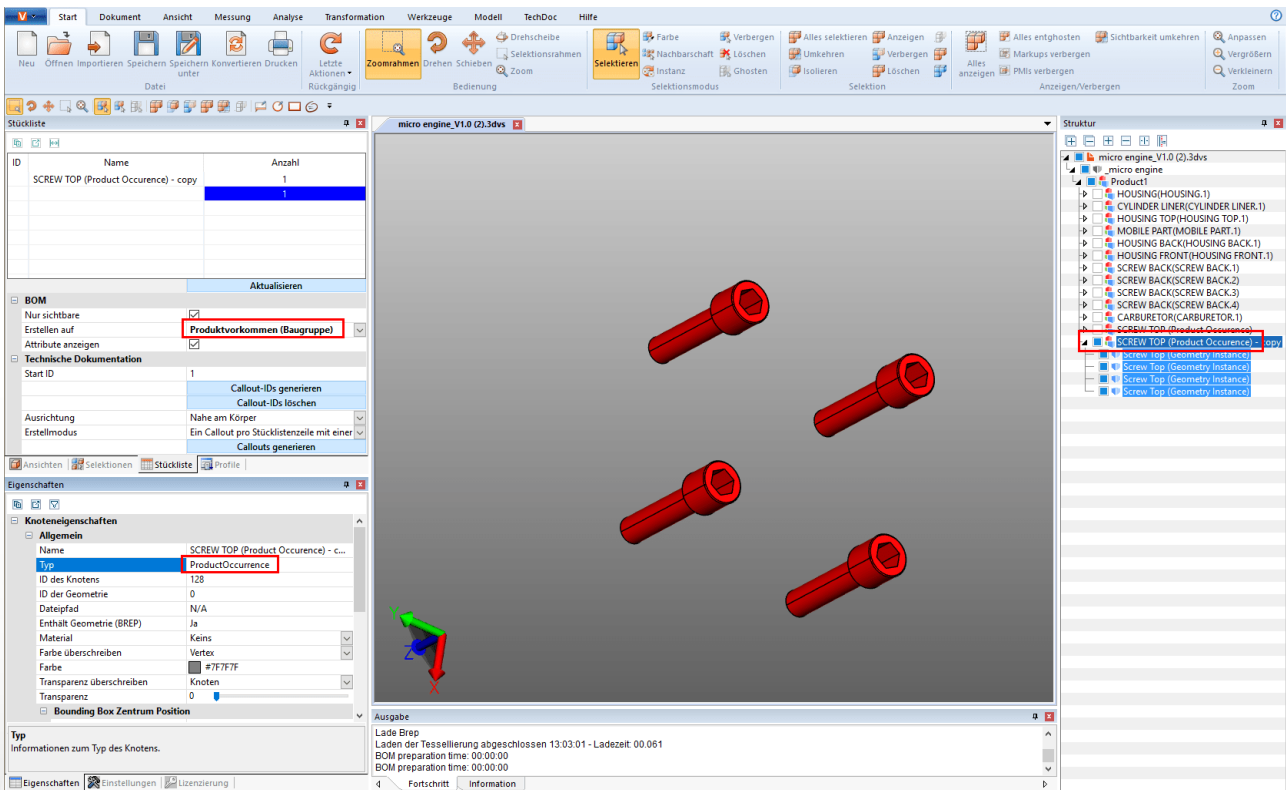 V Start Dokument Ansicht Messung Analyse Transformation Werkzeuge Modell TechDoc Hilfe
Neu Öffnen Importieren Speichern Speichern unter Konvertieren Drucken
Datei
Letzte Aktionen
Rückgängig
Zoomrahmen Drehen Schieben
Drehscheibe
Selektionsrahmen
Zoom
Bedienung
Selektieren
Farbe Verbergen
Nachbarschaft Löschen
Instanz Ghosten
Selektionsmodus
Alles selektieren Anzeigen
Umkehren Verbergen
Isolieren Löschen
Selektion
Alles anzeigen
Alles entghosten Sichtbarkeit umkehren
Markups verbergen
PMIs verbergen
Anzeigen/Verbergen
Anpassen
Vergrößern
Verkleinern
Zoom
Stückliste
ID Name Anzahl
SCREW TOP (Product Occurence) - copy 1
1
Aktualisieren
BOM
Nur sichtbare
Erstellen auf Produktvorkommen (Baugruppe)
Attribute anzeigen
Technische Dokumentation
Start ID 1
Callout-IDs generieren
Callout-IDs löschen
Ausrichtung Nahe am Körper
Erstellmodus Ein Callout pro Stücklistenzeile mit einer
Callouts generieren
Ansichten Selektionen Stückliste Profile
Eigenschaften
Knoteneigenschaften
Allgemein
Name SCREW TOP (Product Occurence) - c...
Typ ProductOccurrence
ID des Knotens 128
ID der Geometrie 0
Dateipfad N/A
Enthält Geometrie (BREP) Ja
Material Keins
Farbe überschreiben Vertex
Farbe #7F7F7F
Transparenz überschreiben Knoten
Transparenz 0
Bounding Box Zentrum Position
Typ
Informationen zum Typ des Knotens.
Eigenschaften Einstellungen Lizenzierung
micro engine_V1.0 (2).3dvs
Y
Z
X
Ausgabe
Lade Brep
Laden der Tessellierung abgeschlossen 13:03:01 - Ladezeit: 00.061
BOM preparation time: 00:00:00
BOM preparation time: 00:00:00
Fortschritt Information
Struktur
micro engine_V1.0 (2).3dvs
_micro engine
Product1
HOUSING(HOUSING.1)
CYLINDER LINER(CYLINDER LINER.1)
HOUSING TOP(HOUSING TOP.1)
MOBILE PART(MOBILE PART.1)
HOUSING BACK(HOUSING BACK.1)
HOUSING FRONT(HOUSING FRONT.1)
SCREW BACK(SCREW BACK.1)
SCREW BACK(SCREW BACK.2)
SCREW BACK(SCREW BACK.3)
SCREW BACK(SCREW BACK.4)
CARBURETOR(CARBURETOR.1)
SCREW TOP (Product Occurence)
SCREW TOP (Product Occurence) - copy
Screw Top (Geometry Instance)
Screw Top (Geometry Instance)
Screw Top (Geometry Instance)
Screw Top (Geometry Instance)